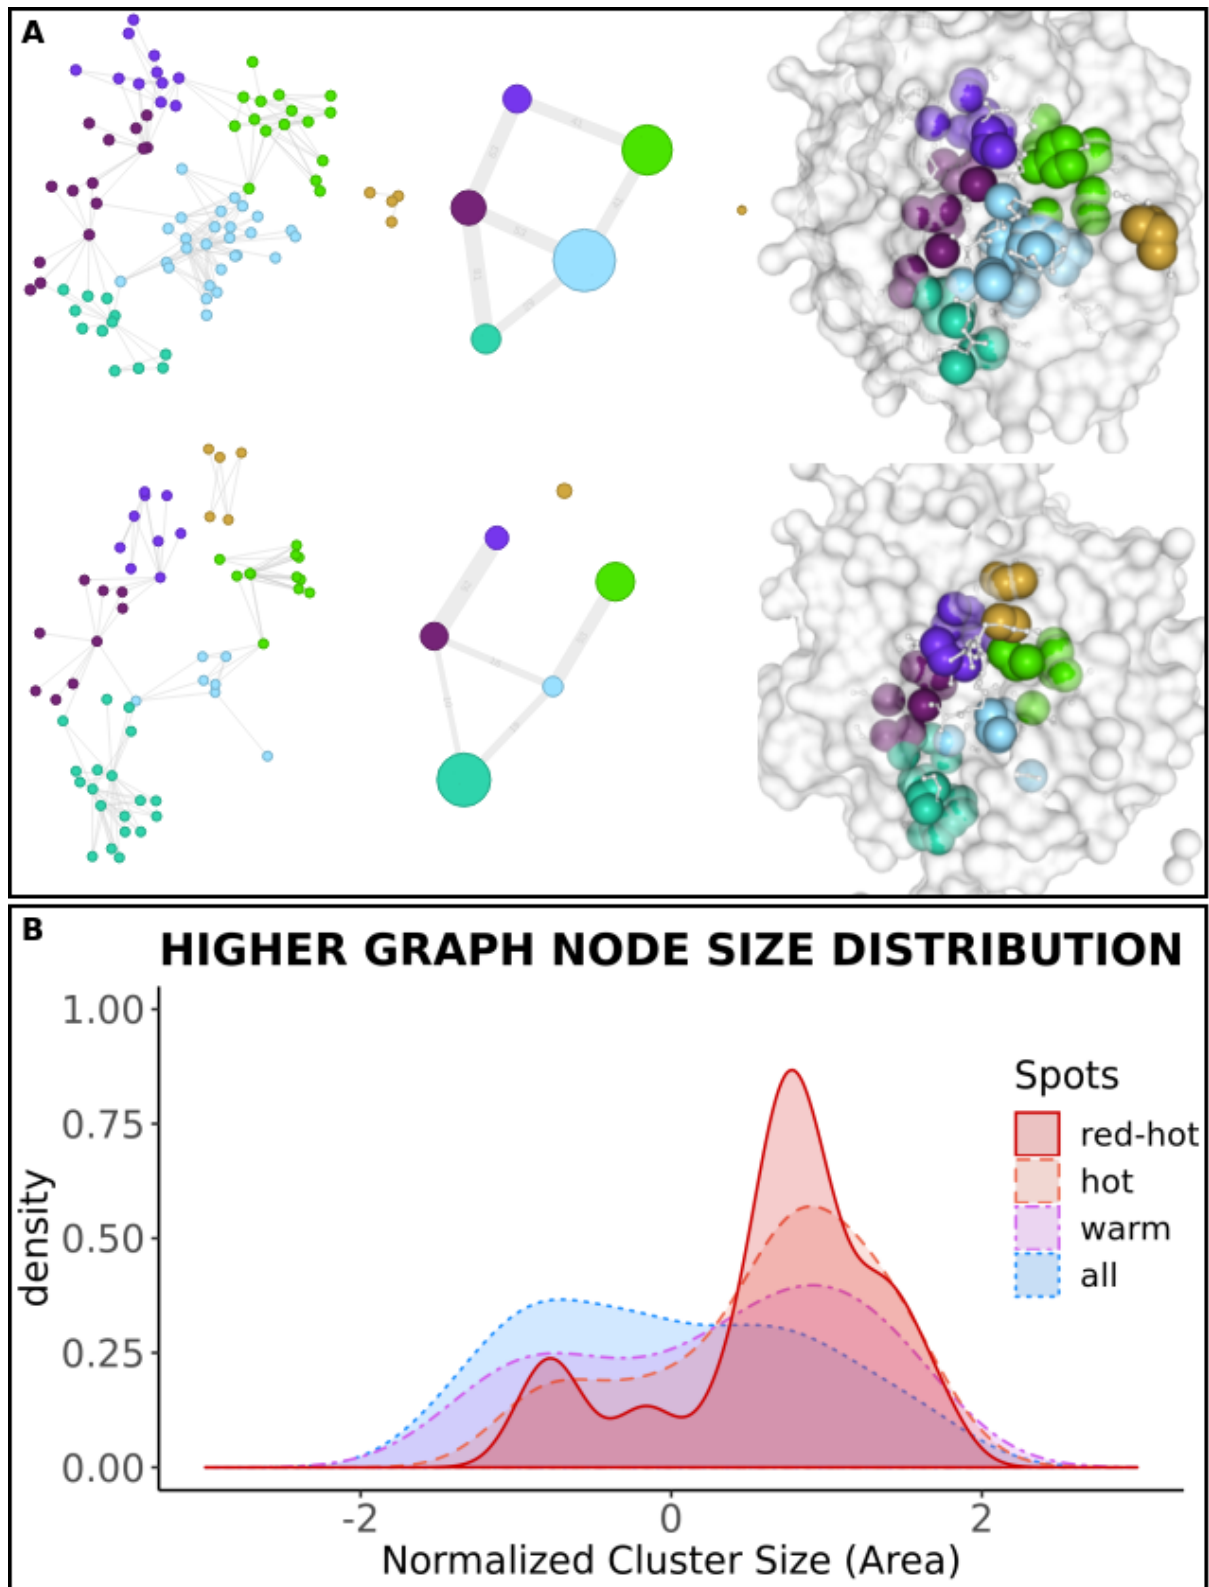 A
B
HIGHER GRAPH NODE SIZE DISTRIBUTION
1.00
0.75
0.50
0.25
0.00
density
-2
0
2
Normalized Cluster Size (Area)
Spots
red-hot
hot
warm
all